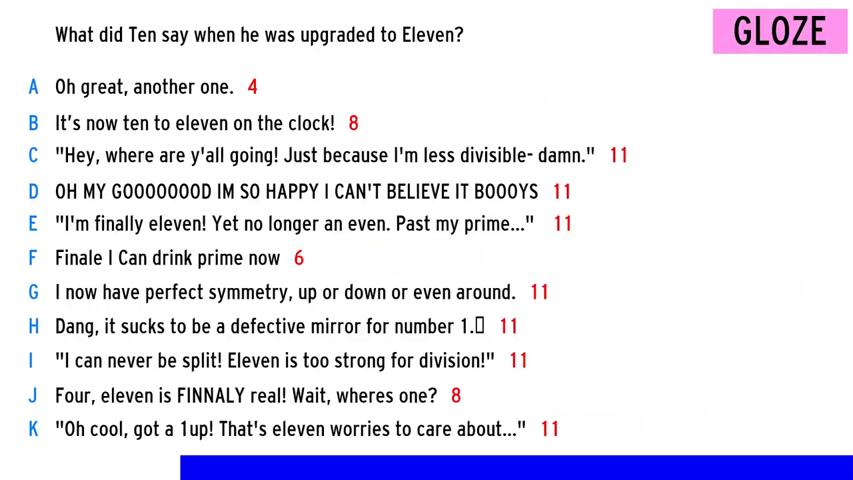 What did Ten say when he was upgraded to Eleven?
GLOZE
A Oh great, another one. 4
B It's now ten to eleven on the clock! 8
C "Hey, where are y'all going! Just because I'm less divisible- damn." 11
D OH MY GOOOOOOOD IM SO HAPPY I CAN'T BELIEVE IT BOOOYS 11
E "I'm finally eleven! Yet no longer an even. Past my prime..." 11
F Finale I Can drink prime now 6
G I now have perfect symmetry, up or down or even around. 11
H Dang, it sucks to be a defective mirror for number 1.▯ 11
I "I can never be split! Eleven is too strong for division!" 11
J Four, eleven is FINNALY real! Wait, wheres one? 8
K "Oh cool, got a 1up! That's eleven worries to care about..." 11